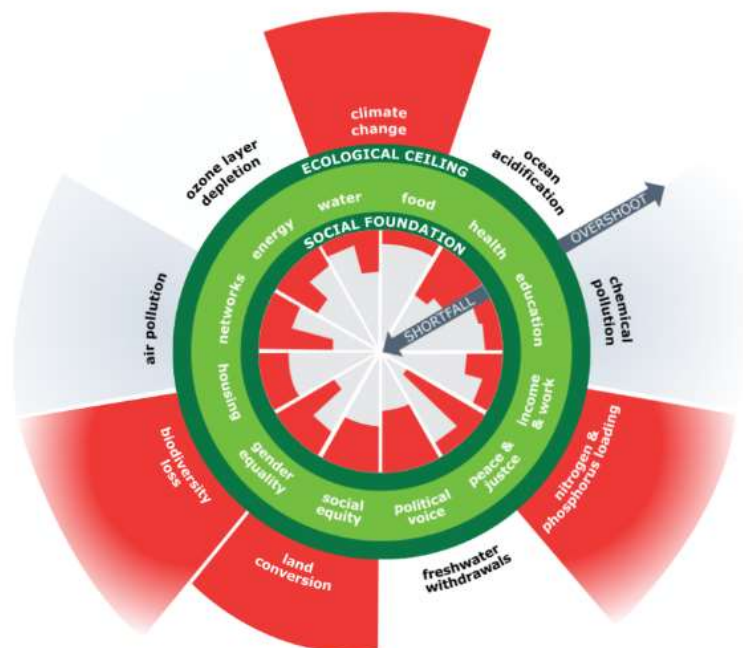 climate
change
ozone layer
depletion
ocean
acidification
ECOLOGICAL CEILING
OVERSHOOT
water
food
energy
health
SOCIAL FOUNDATION
SHORTFALL
networks
education
air pollution
chemical
pollution
housing
income
& work
gender
equality
peace &
justce
social
equity
political
voice
biodiversity
loss
nitrogen &
phosphorus loading
land
conversion
freshwater
withdrawals